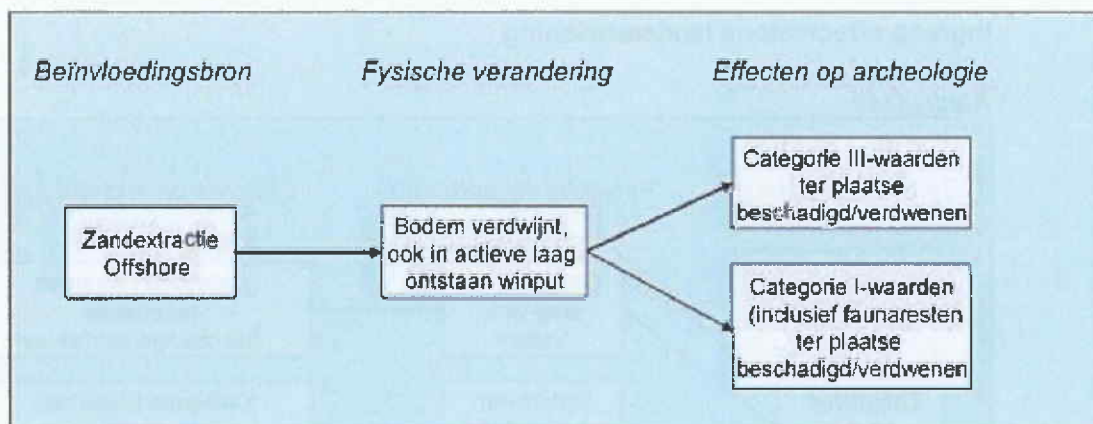 Beïnvloedingsbron
Fysische verandering
Effecten op archeologie
Zandextractie
Offshore
Bodem verdwijnt,
ook in actieve laag
ontstaan winput
Categorie III-waarden
ter plaatse
beschadigd/verdwenen
Categorie I-waarden
(inclusief faunaresten
ter plaatse
beschadigd/verdwenen